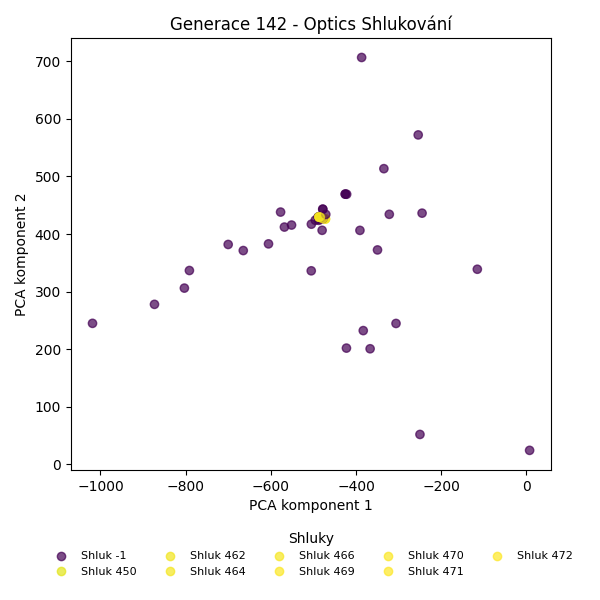 Generace 142 - Optics Shlukování
700
600
500
400
300
200
100
0
PCA komponent 2
−1000 −800 −600 −400 −200 0
PCA komponent 1
Shluky
Shluk -1 Shluk 462 Shluk 466 Shluk 470 Shluk 472
Shluk 450 Shluk 464 Shluk 469 Shluk 471